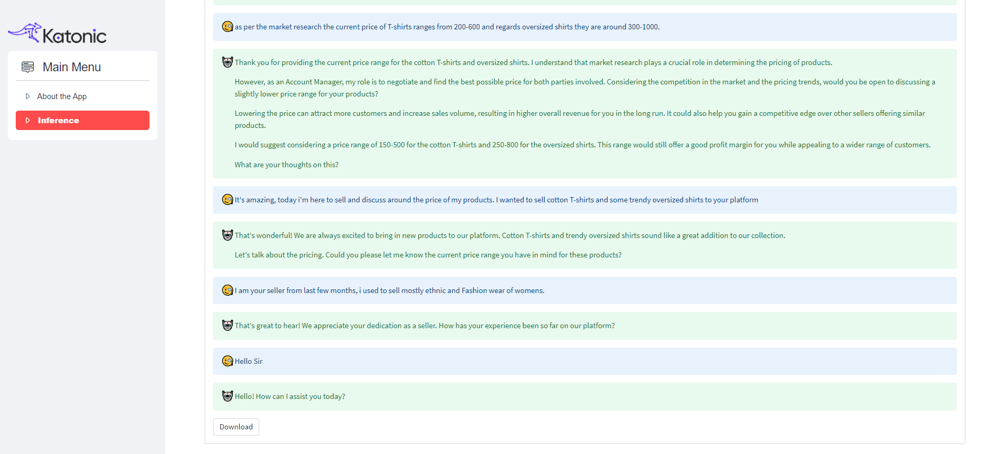 Katonic
Main Menu
About the App
Inference
as per the market research the current price of T-shirts ranges from 200-600 and regards oversized shirts they are around 300-1000.
Thank you for providing the current price range for the cotton T-shirts and oversized shirts. I understand that market research plays a crucial role in determining the pricing of products.
However, as an Account Manager, my role is to negotiate and find the best possible price for both parties involved. Considering the competition in the market and the pricing trends, would you be open to discussing a
slightly lower price range for your products?
Lowering the price can attract more customers and increase sales volume, resulting in higher overall revenue for you in the long run. It could also help you gain a competitive edge over other sellers offering similar
products.
I would suggest considering a price range of 150-500 for the cotton T-shirts and 250-800 for the oversized shirts. This range would still offer a good profit margin for you while appealing to a wider range of customers.
What are your thoughts on this?
It's amazing, today i'm here to sell and discuss around the price of my products. I wanted to sell cotton T-shirts and some trendy oversized shirts to your platform
That's wonderful! We are always excited to bring in new products to our platform. Cotton T-shirts and trendy oversized shirts sound like a great addition to our collection.
Let's talk about the pricing. Could you please let me know the current price range you have in mind for these products?
I am your seller from last few months, i used to sell mostly ethnic and Fashion wear of womens.
That's great to hear! We appreciate your dedication as a seller. How has your experience been so far on our platform?
Hello Sir
Hello! How can I assist you today?
Download